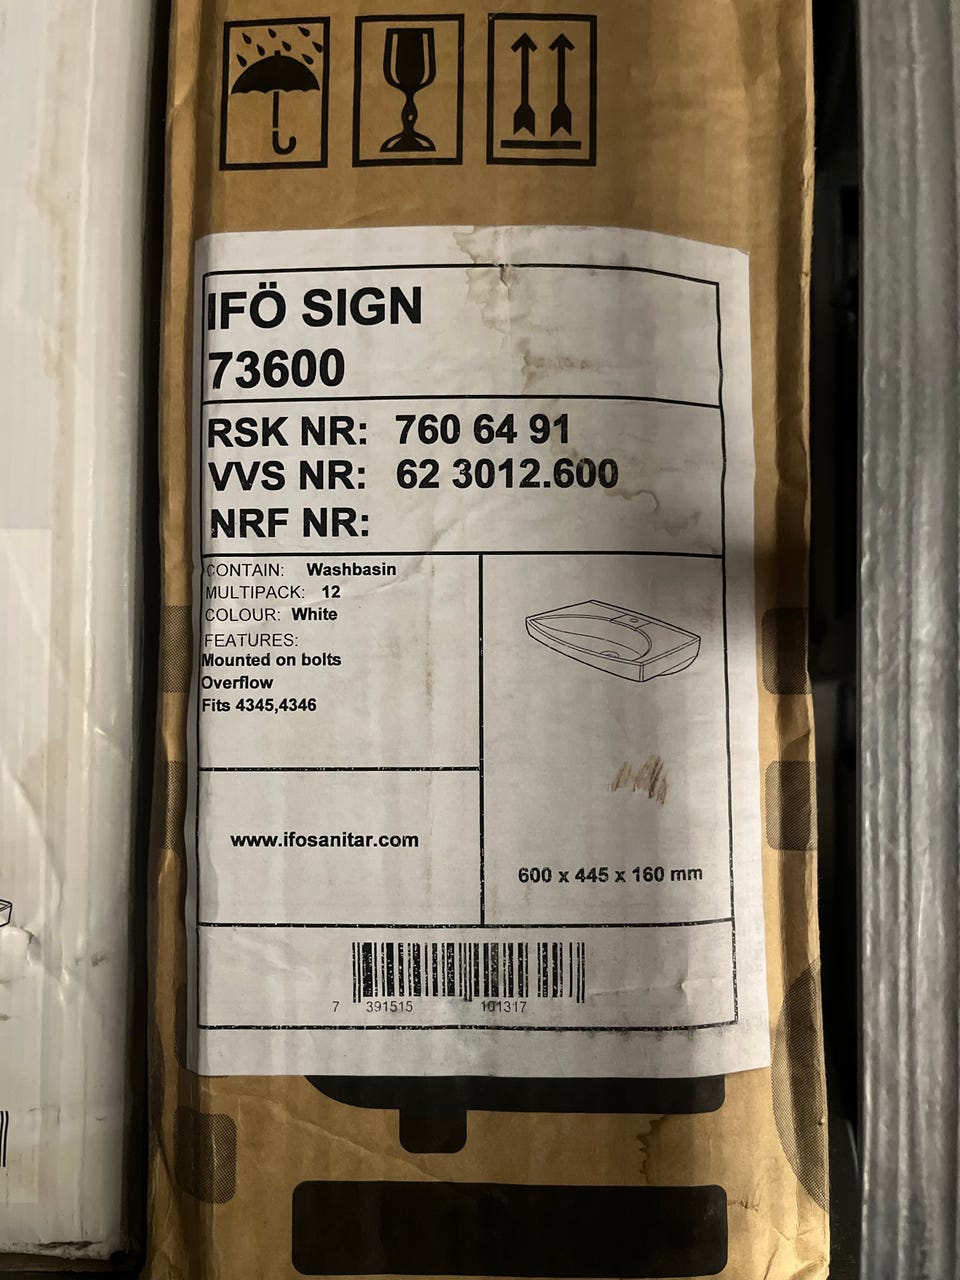 IFÖ SIGN
73600
RSK NR: 760 64 91
VVS NR: 62 3012.600
NRF NR:
CONTAIN: Washbasin
MULTIPACK: 12
COLOUR: White
FEATURES:
Mounted on bolts
Overflow
Fits 4345,4346
www.ifosanitar.com
600 x 445 x 160 mm
7 391515 101317